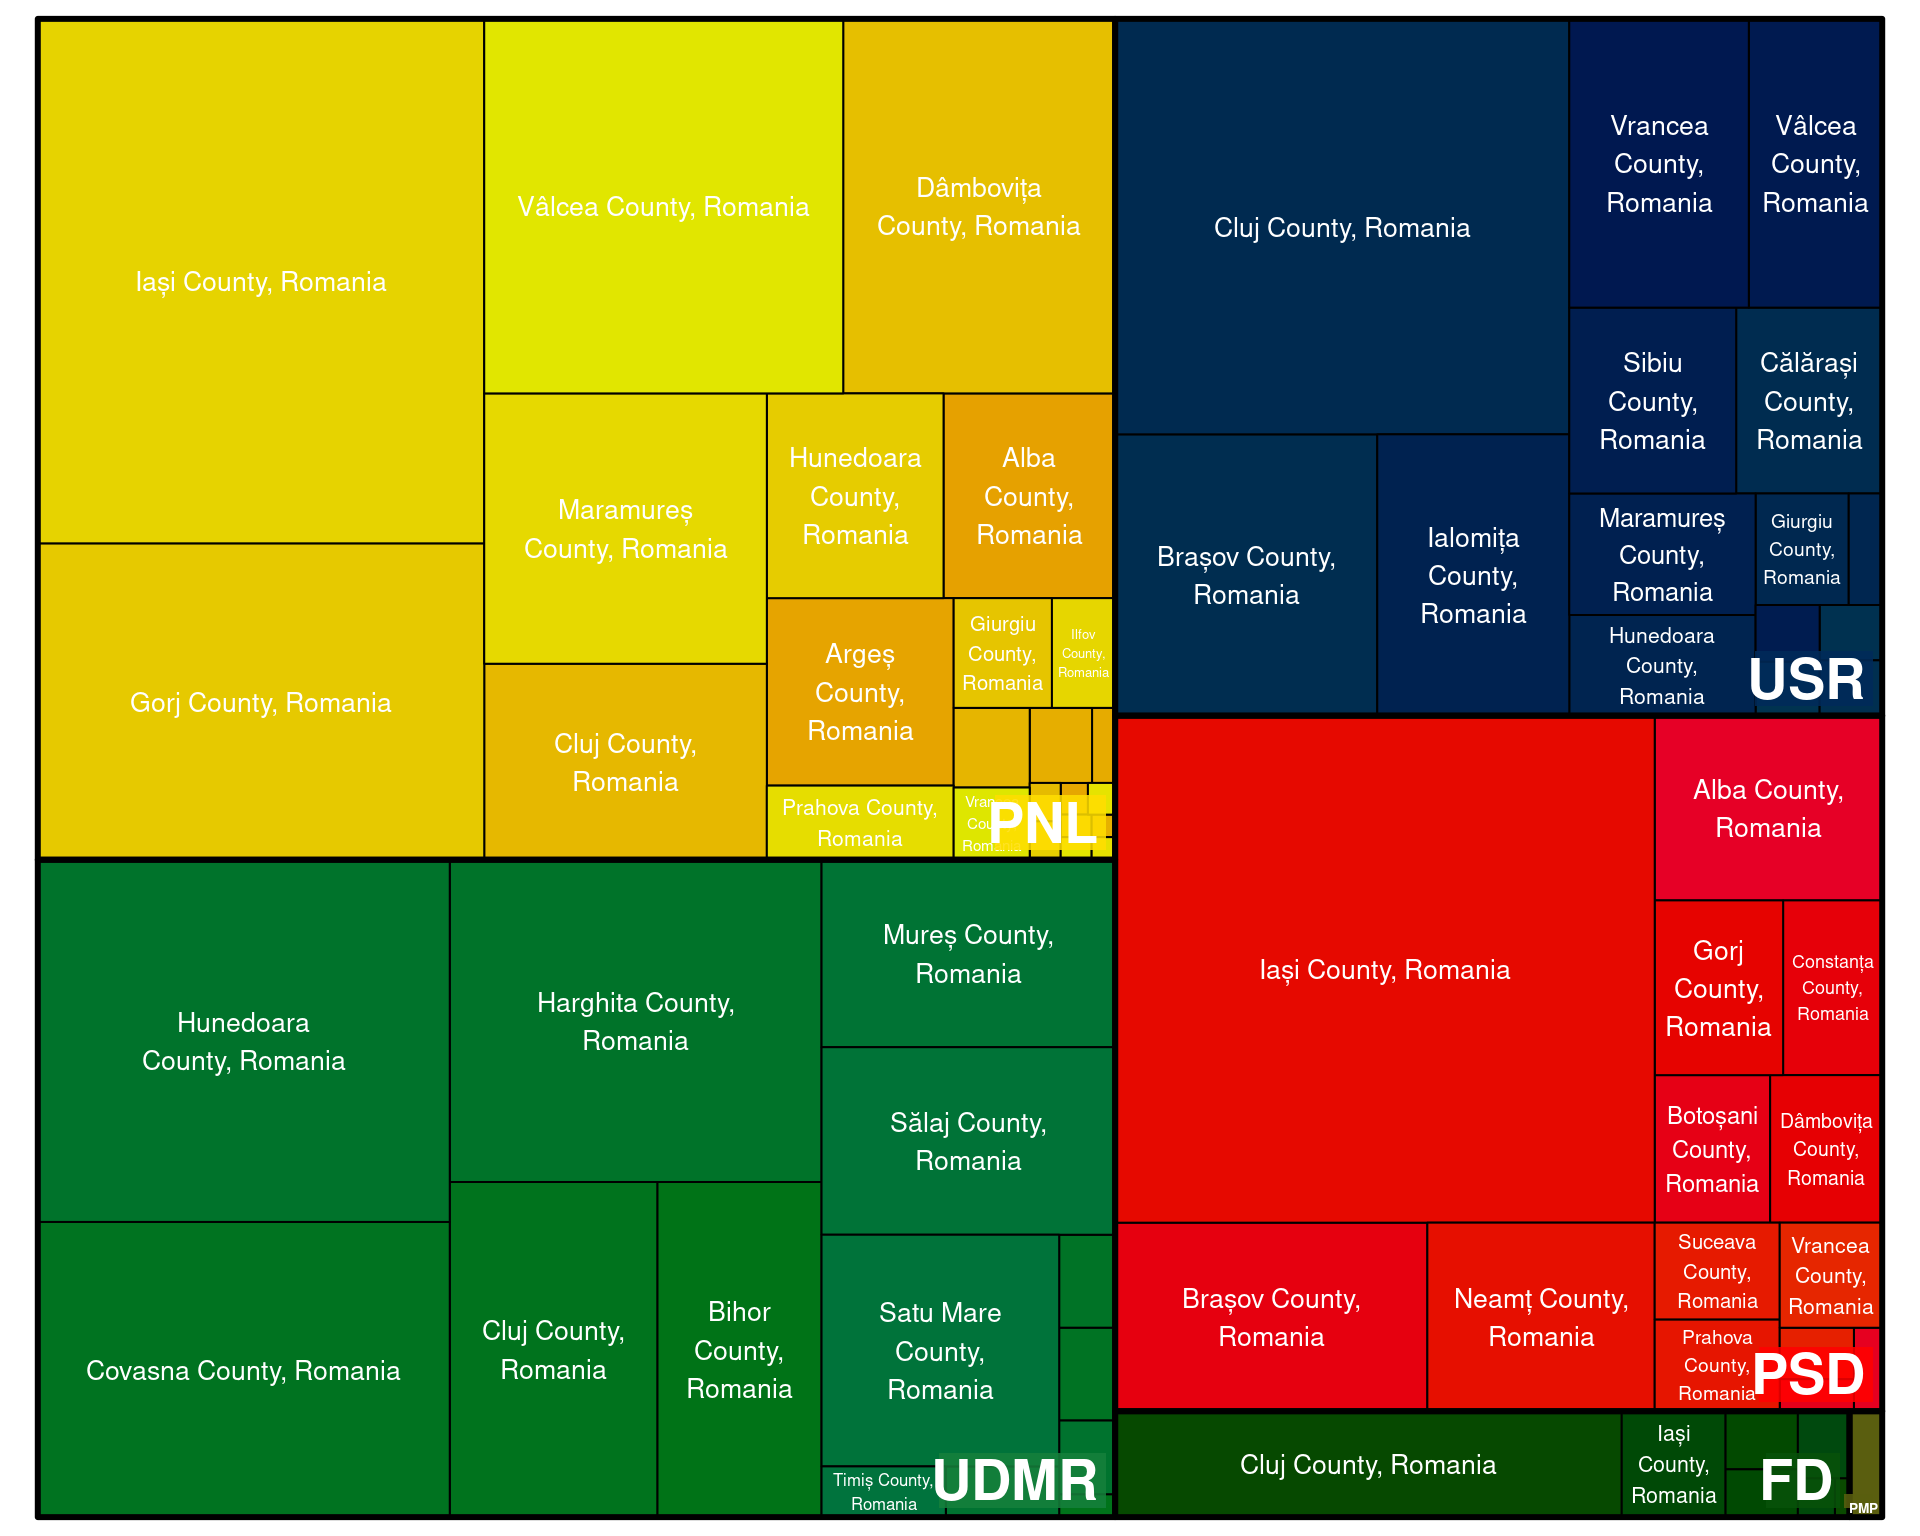 Iași County, Romania
Gorj County, Romania
Vâlcea County, Romania
Dâmbovița
County, Romania
Maramureș
County, Romania
Cluj County,
Romania
Hunedoara
County,
Romania
Alba
County,
Romania
Argeș
County,
Romania
Prahova County,
Romania
Giurgiu
County,
Romania
Ilfov
County,
Romania
PNL
Cluj County, Romania
Brașov County,
Romania
Ialomița
County,
Romania
Vrancea
County,
Romania
Vâlcea
County,
Romania
Sibiu
County,
Romania
Călărași
County,
Romania
Maramureș
County,
Romania
Hunedoara
County,
Romania
Giurgiu
County,
Romania
USR
Hunedoara
County, Romania
Covasna County, Romania
Harghita County,
Romania
Cluj County,
Romania
Bihor
County,
Romania
Mureș County,
Romania
Sălaj County,
Romania
Satu Mare
County,
Romania
Timiș County,
Romania
UDMR
Iași County, Romania
Brașov County,
Romania
Neamț County,
Romania
Alba County,
Romania
Gorj
County,
Romania
Constanța
County,
Romania
Botoșani
County,
Romania
Dâmbovița
County,
Romania
Suceava
County,
Romania
Vrancea
County,
Romania
Prahova
County,
Romania
PSD
Cluj County, Romania
Iași
County,
Romania
FD
PMP